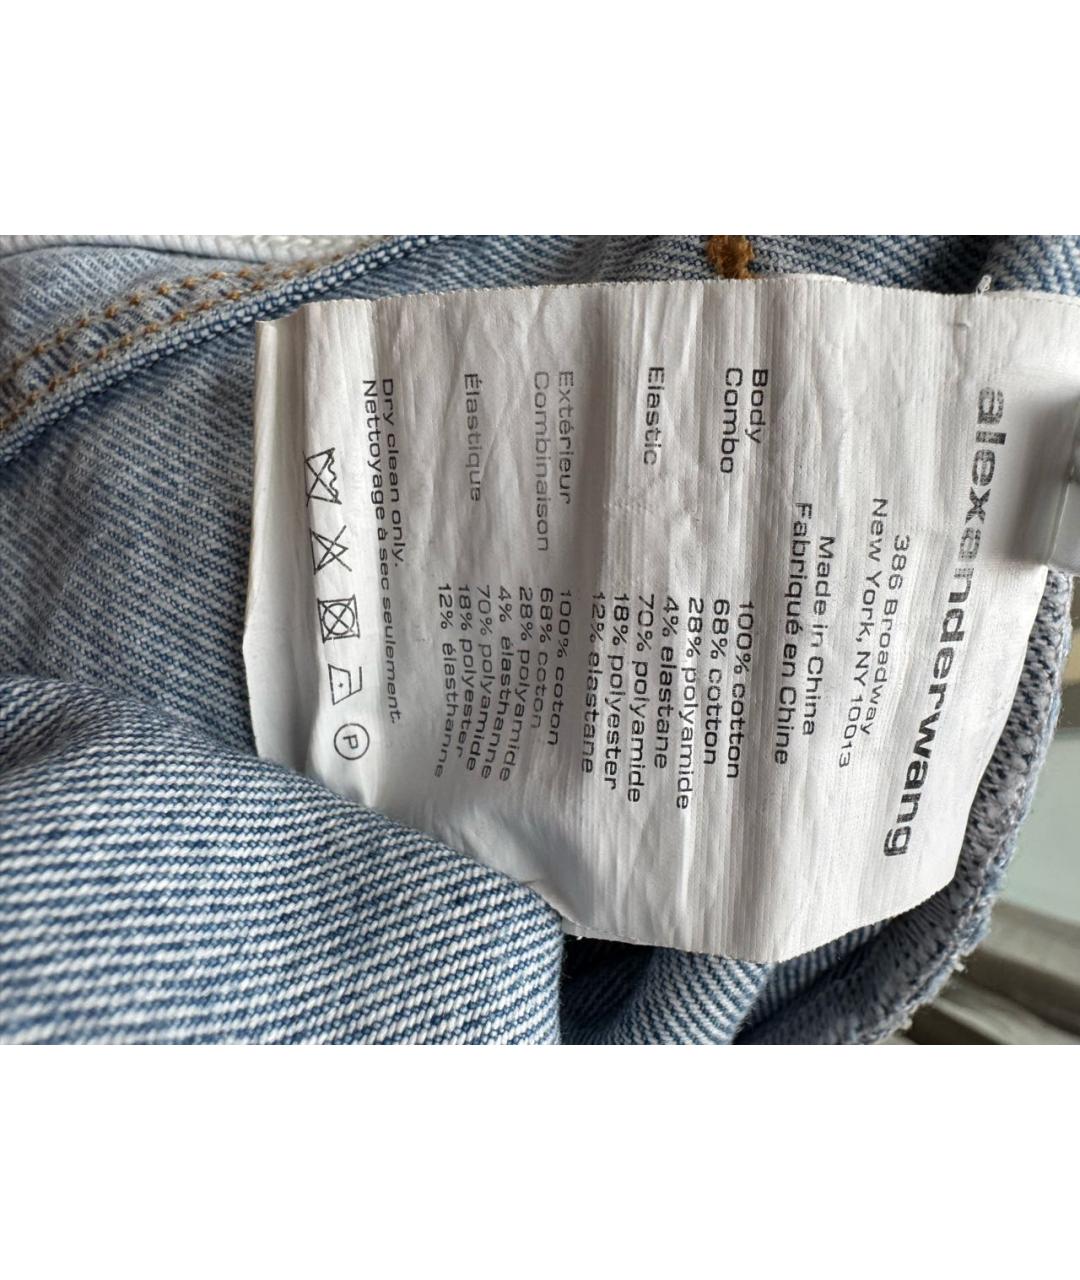 alexanderwang
386 Broadway
New York, NY 10013
Made in China
Fabriqué en Chine
Body 100% cotton
Combo 68% cotton
28% polyamide
4% elastane
Elastic 70% polyamide
18% polyester
12% elastane
Extérieur 100% coton
Combinaison 68% coton
28% polyamide
4% élasthanne
70% polyamide
Élastique 18% polyester
12% élasthanne
Dry clean only.
Nettoyage à sec seulement.
P